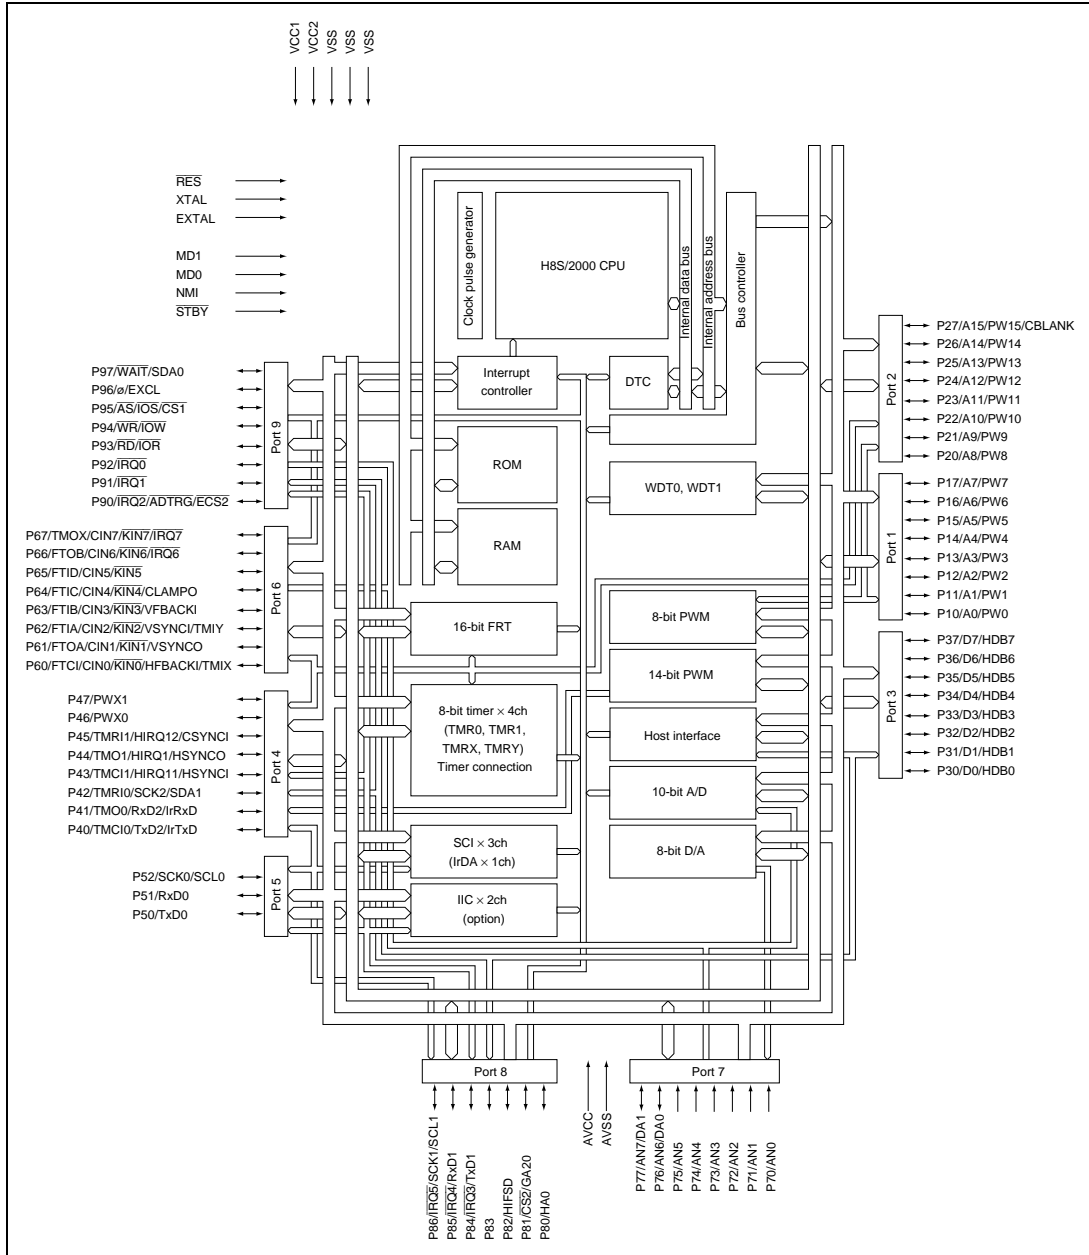 VCC1
VCC2
VSS
VSS
VSS
RES
XTAL
EXTAL
MD1
MD0
NMI
STBY
Clock pulse generator
H8S/2000 CPU
Internal data bus
Internal address bus
Bus controller
Interrupt
controller
DTC
ROM
RAM
WDT0, WDT1
16-bit FRT
8-bit PWM
14-bit PWM
8-bit timer × 4ch
(TMR0, TMR1,
TMRX, TMRY)
Timer connection
Host interface
10-bit A/D
8-bit D/A
SCI × 3ch
(IrDA × 1ch)
IIC × 2ch
(option)
P97/WAIT/SDA0
P96/ø/EXCL
P95/AS/IOS/CS1
P94/WR/IOW
P93/RD/IOR
P92/IRQ0
P91/IRQ1
P90/IRQ2/ADTRG/ECS2
Port 9
P67/TMOX/CIN7/KIN7/IRQ7
P66/FTOB/CIN6/KIN6/IRQ6
P65/FTID/CIN5/KIN5
P64/FTIC/CIN4/KIN4/CLAMPO
P63/FTIB/CIN3/KIN3/VFBACKI
P62/FTIA/CIN2/KIN2/VSYNCI/TMIY
P61/FTOA/CIN1/KIN1/VSYNCO
P60/FTCI/CIN0/KIN0/HFBACKI/TMIX
Port 6
P47/PWX1
P46/PWX0
P45/TMRI1/HIRQ12/CSYNCI
P44/TMO1/HIRQ1/HSYNCO
P43/TMCI1/HIRQ11/HSYNCI
P42/TMRI0/SCK2/SDA1
P41/TMO0/RxD2/IrRxD
P40/TMCI0/TxD2/IrTxD
Port 4
P52/SCK0/SCL0
P51/RxD0
P50/TxD0
Port 5
Port 2
P27/A15/PW15/CBLANK
P26/A14/PW14
P25/A13/PW13
P24/A12/PW12
P23/A11/PW11
P22/A10/PW10
P21/A9/PW9
P20/A8/PW8
Port 1
P17/A7/PW7
P16/A6/PW6
P15/A5/PW5
P14/A4/PW4
P13/A3/PW3
P12/A2/PW2
P11/A1/PW1
P10/A0/PW0
Port 3
P37/D7/HDB7
P36/D6/HDB6
P35/D5/HDB5
P34/D4/HDB4
P33/D3/HDB3
P32/D2/HDB2
P31/D1/HDB1
P30/D0/HDB0
Port 8
P86/IRQ5/SCK1/SCL1
P85/IRQ4/RxD1
P84/IRQ3/TxD1
P83
P82/HIFSD
P81/CS2/GA20
P80/HA0
AVCC
AVSS
Port 7
P77/AN7/DA1
P76/AN6/DA0
P75/AN5
P74/AN4
P73/AN3
P72/AN2
P71/AN1
P70/AN0